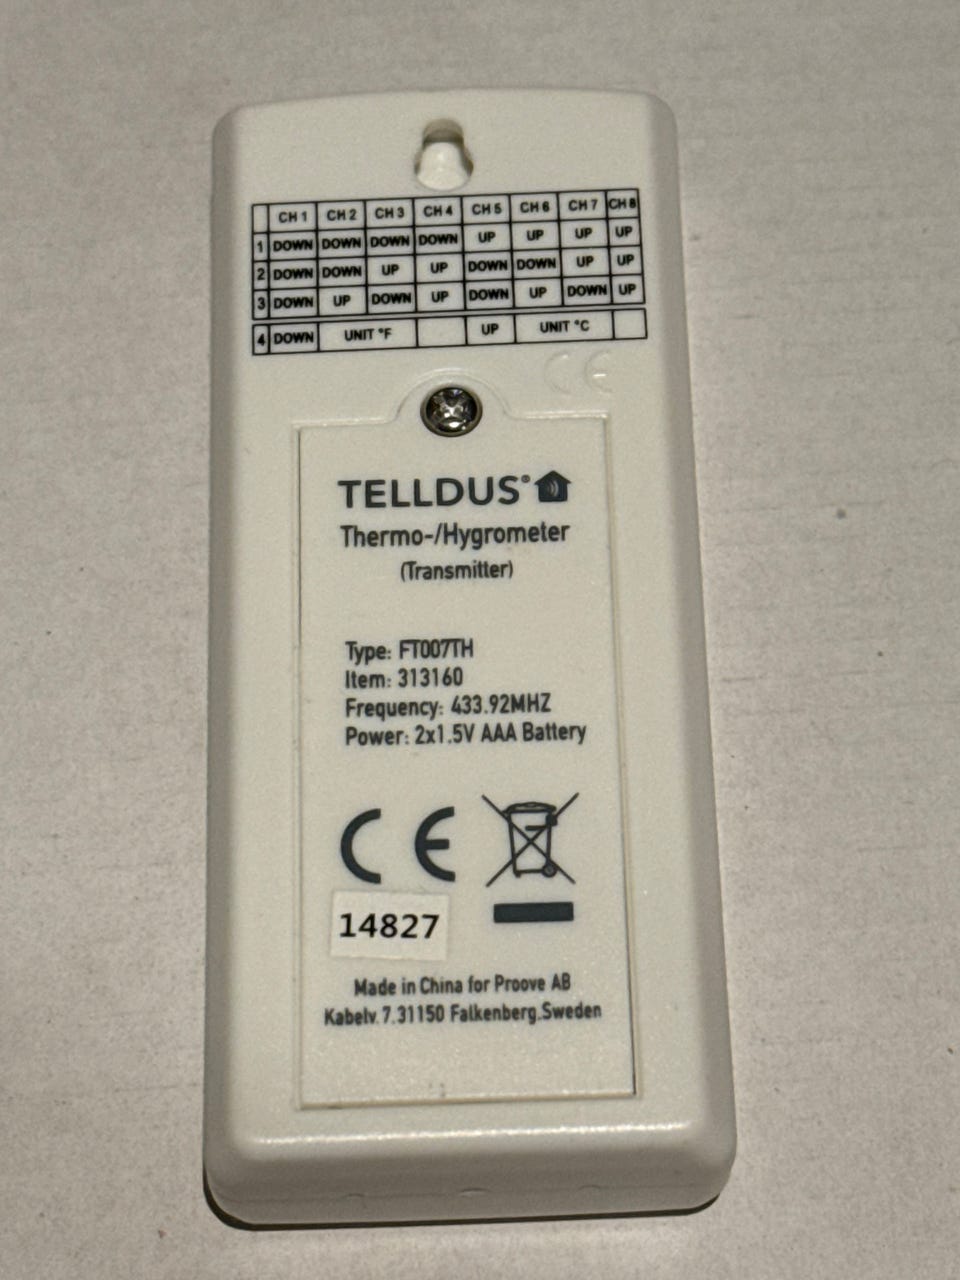 CH 1 CH 2 CH 3 CH 4 CH 5 CH 6 CH 7 CH 8
1 DOWN DOWN DOWN DOWN UP UP UP UP
2 DOWN DOWN UP UP DOWN DOWN UP UP
3 DOWN UP DOWN UP DOWN UP DOWN UP
4 DOWN UNIT °F UP UNIT °C
CE
TELLDUS®
Thermo-/Hygrometer
(Transmitter)
Type: FT007TH
Item: 313160
Frequency: 433.92MHZ
Power: 2x1.5V AAA Battery
CE
14827
Made in China for Proove AB
Kabelv.7.31150 Falkenberg.Sweden